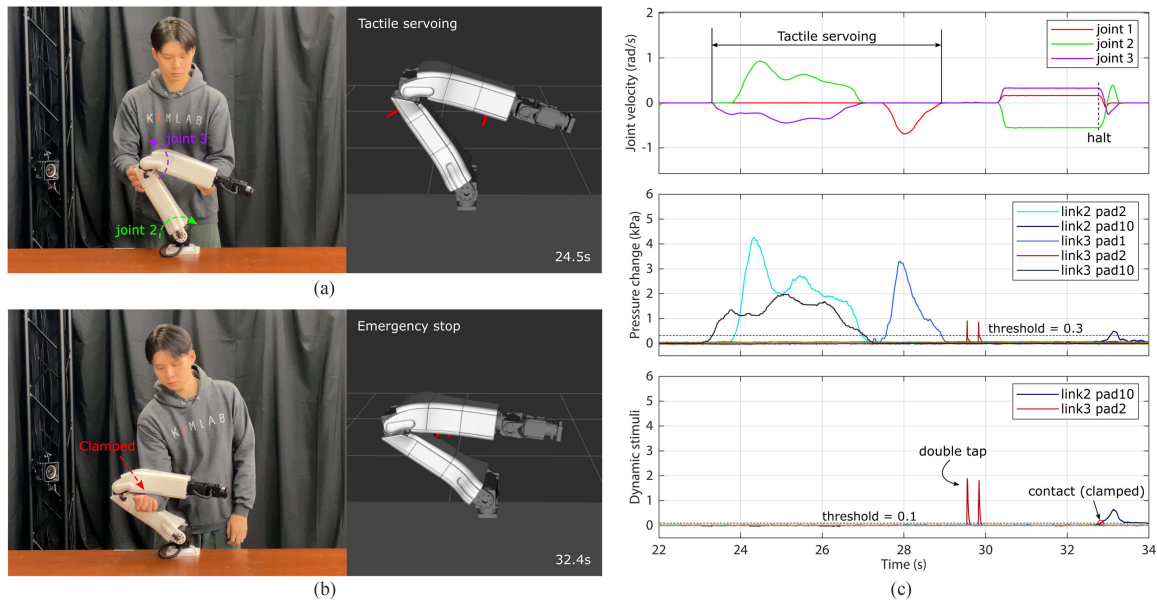 Tactile servoing
joint 3
joint 2
KIMLAB
24.5s
(a)
Emergency stop
Clamped
KIMLAB
32.4s
(b)
2
1
0
-1
Joint velocity (rad/s)
Tactile servoing
joint 1
joint 2
joint 3
halt
6
5
4
3
2
1
0
Pressure change (kPa)
link2 pad2
link2 pad10
link3 pad1
link3 pad2
link3 pad10
threshold = 0.3
6
5
4
3
2
1
0
Dynamic stimuli
link2 pad10
link3 pad2
double tap
contact (clamped)
threshold = 0.1
22 24 26 28 30 32 34
Time (s)
(c)